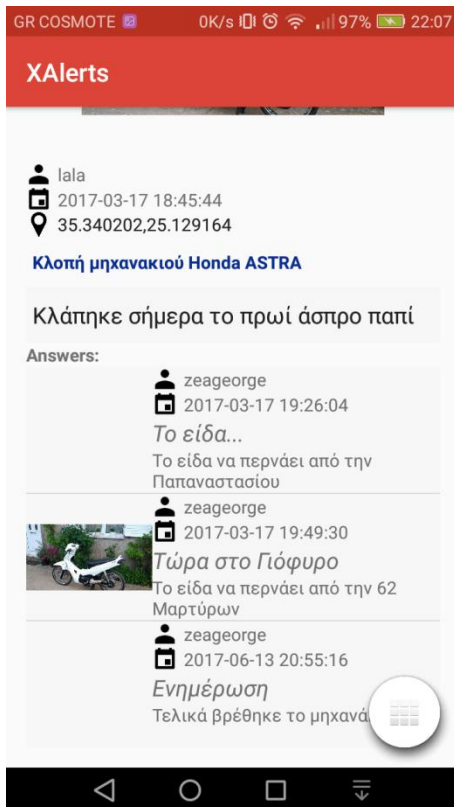 GR COSMOTE 0K/s 97% 22:07
XAlerts
lala
2017-03-17 18:45:44
35.340202,25.129164
Κλοπή μηχανακιού Honda ASTRA
Κλάπηκε σήμερα το πρωί άσπρο παπί
Answers:
zeageorge
2017-03-17 19:26:04
Το είδα...
Το είδα να περνάει από την
Παπαναστασίου
zeageorge
2017-03-17 19:49:30
Τώρα στο Γιόφυρο
Το είδα να περνάει από την 62
Μαρτύρων
zeageorge
2017-06-13 20:55:16
Ενημέρωση
Τελικά βρέθηκε το